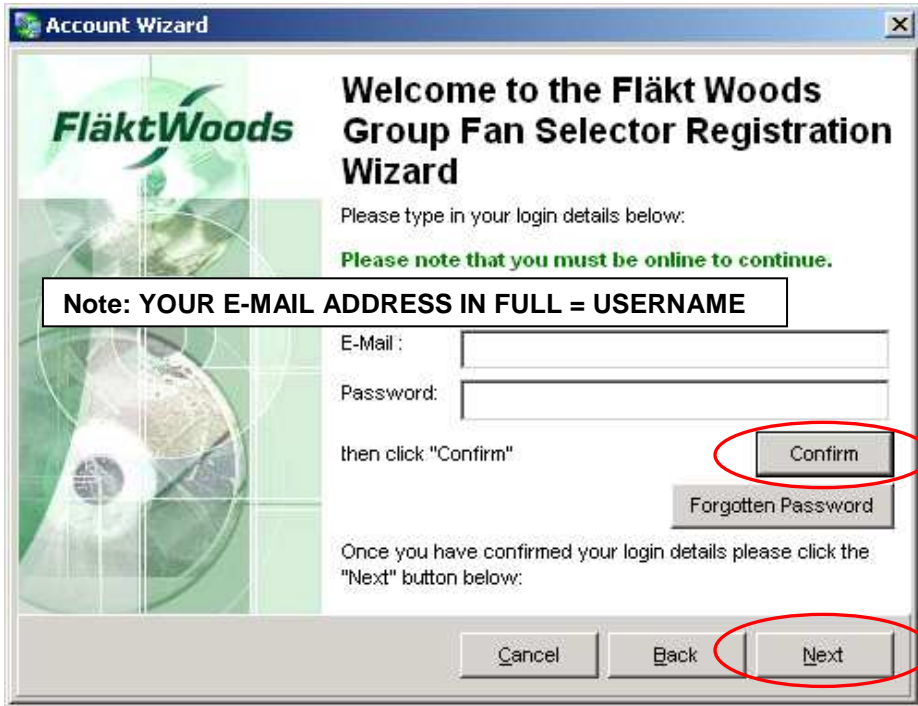 Account Wizard
FläktWoods
Welcome to the Fläkt Woods
Group Fan Selector Registration
Wizard
Please type in your login details below:
Please note that you must be online to continue.
Note: YOUR E-MAIL ADDRESS IN FULL = USERNAME
E-Mail :
Password:
then click "Confirm"
Confirm
Forgotten Password
Once you have confirmed your login details please click the
"Next" button below:
Cancel
Back
Next